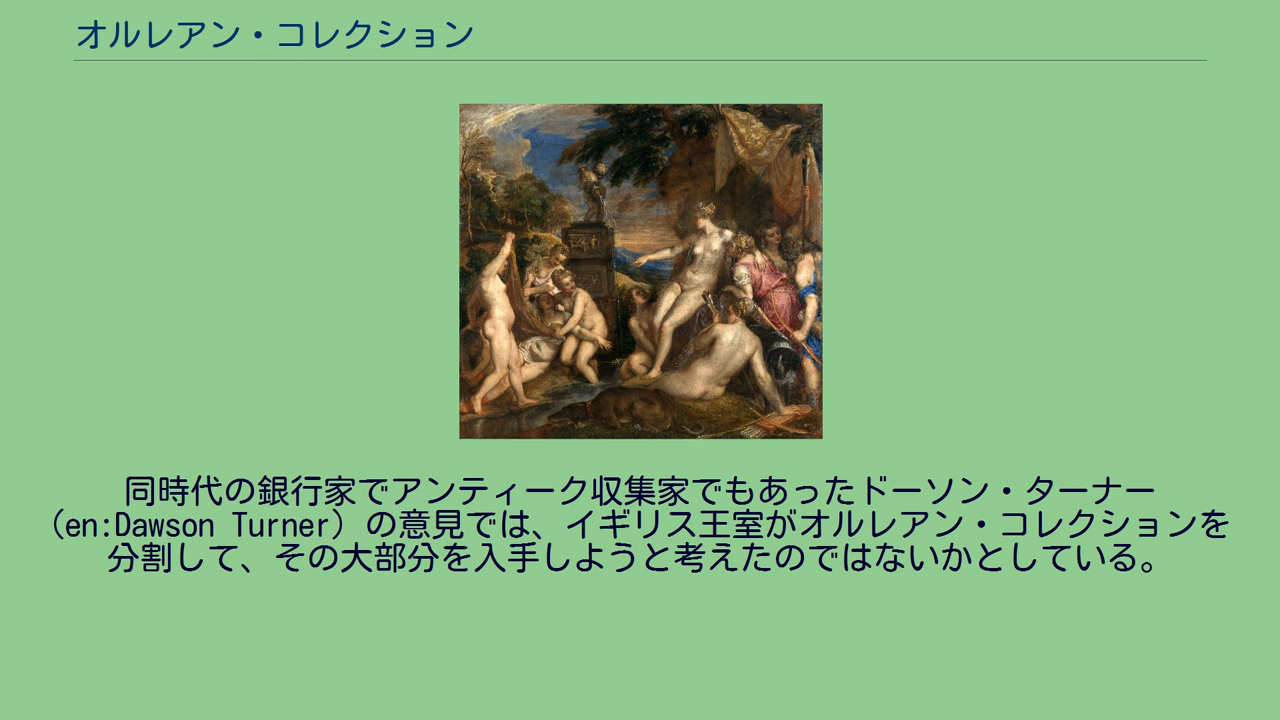 オルレアン・コレクション
同時代の銀行家でアンティーク収集家でもあったドーソン・ターナー
（en:Dawson Turner）の意見では、イギリス王室がオルレアン・コレクションを
分割して、その大部分を入手しようと考えたのではないかとしている。